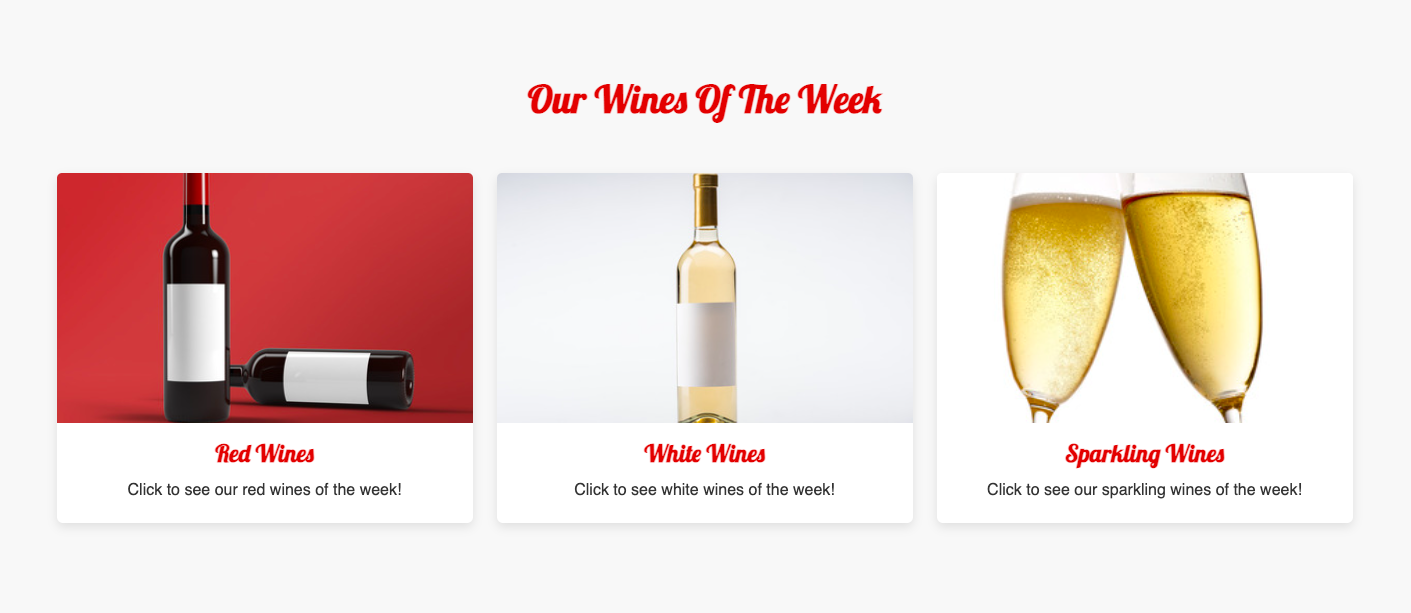 Our Wines Of The Week
Red Wines
Click to see our red wines of the week!
White Wines
Click to see white wines of the week!
Sparkling Wines
Click to see our sparkling wines of the week!